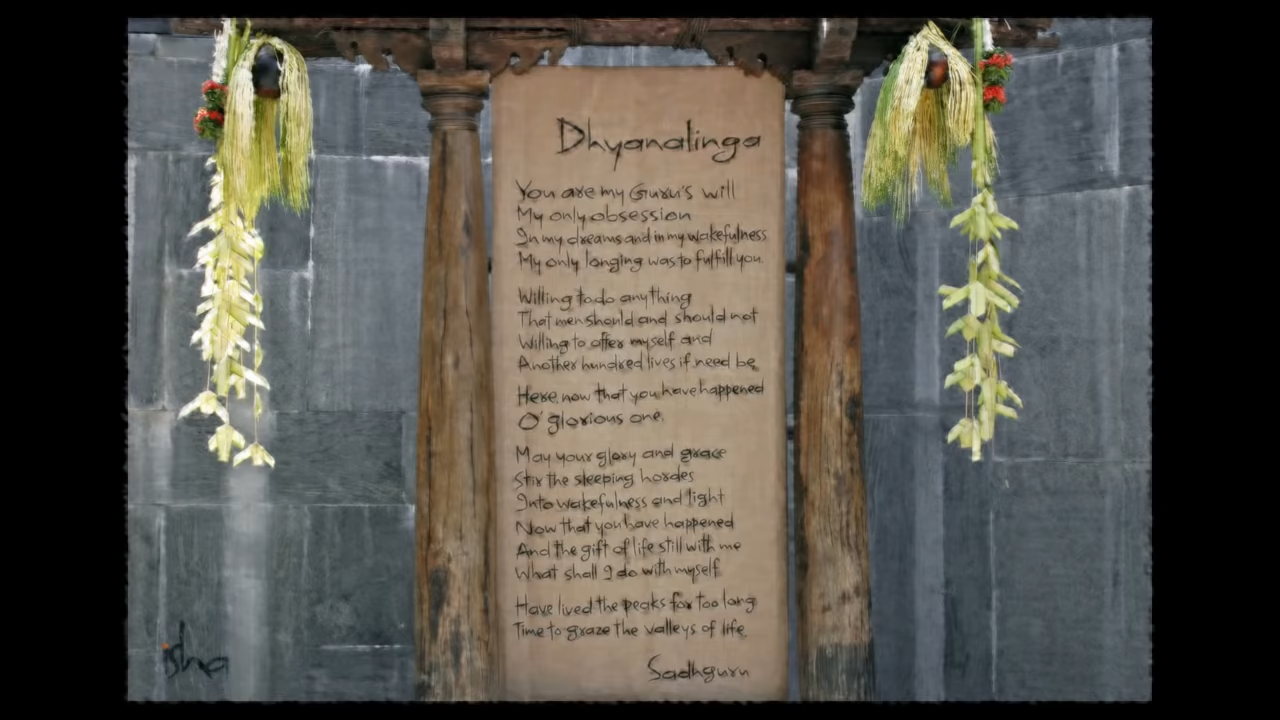 Dhyanalinga
You are my Guru's will
My only obsession
In my dreams and in my wakefulness
My only longing was to fulfill you.
Willing to do anything
That men should and should not
Willing to offer myself and
Another hundred lives if need be,
Here, now that you have happened
O' glorious one,
May your glory and grace
Stir the sleeping hordes
Into wakefulness and light
Now that you have happened
And the gift of life still with me
What shall I do with myself
Have lived the peaks for too long
Time to graze the valleys of life.
Sadhguru
isha